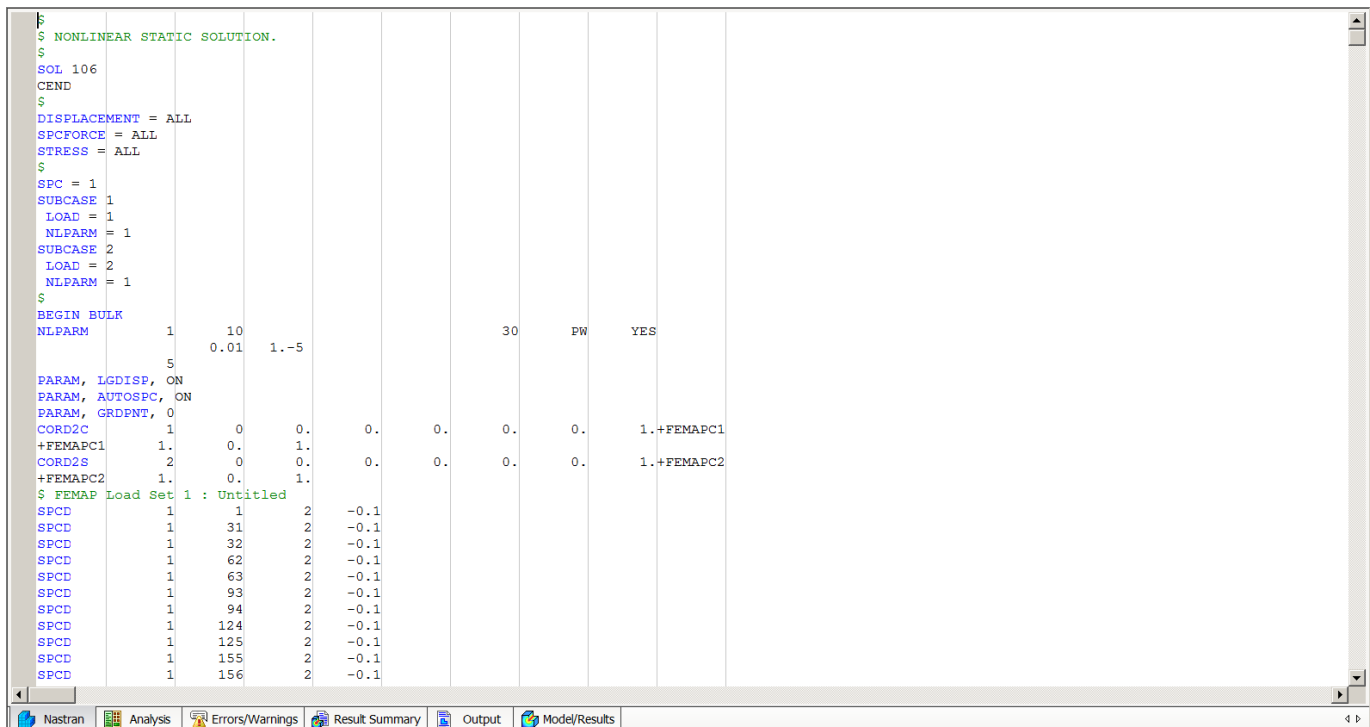 $
$ NONLINEAR STATIC SOLUTION.
$
SOL 106
CEND
$
DISPLACEMENT = ALL
SPCFORCE = ALL
STRESS = ALL
$
SPC = 1
SUBCASE 1
 LOAD = 1
 NLPARM = 1
SUBCASE 2
 LOAD = 2
 NLPARM = 1
$
BEGIN BULK
NLPARM         1      10                              30      PW     YES
                    0.01   1.-5
               5
PARAM, LGDISP, ON
PARAM, AUTOSPC, ON
PARAM, GRDPNT, 0
CORD2C         1       0      0.      0.      0.      0.      0.      1.+FEMAPC1
+FEMAPC1      1.      0.      1.
CORD2S         2       0      0.      0.      0.      0.      0.      1.+FEMAPC2
+FEMAPC2      1.      0.      1.
$ FEMAP Load Set 1 : Untitled
SPCD           1       1       2    -0.1
SPCD           1      31       2    -0.1
SPCD           1      32       2    -0.1
SPCD           1      62       2    -0.1
SPCD           1      63       2    -0.1
SPCD           1      93       2    -0.1
SPCD           1      94       2    -0.1
SPCD           1     124       2    -0.1
SPCD           1     125       2    -0.1
SPCD           1     155       2    -0.1
SPCD           1     156       2    -0.1
Nastran Analysis Errors/Warnings Result Summary Output Model/Results